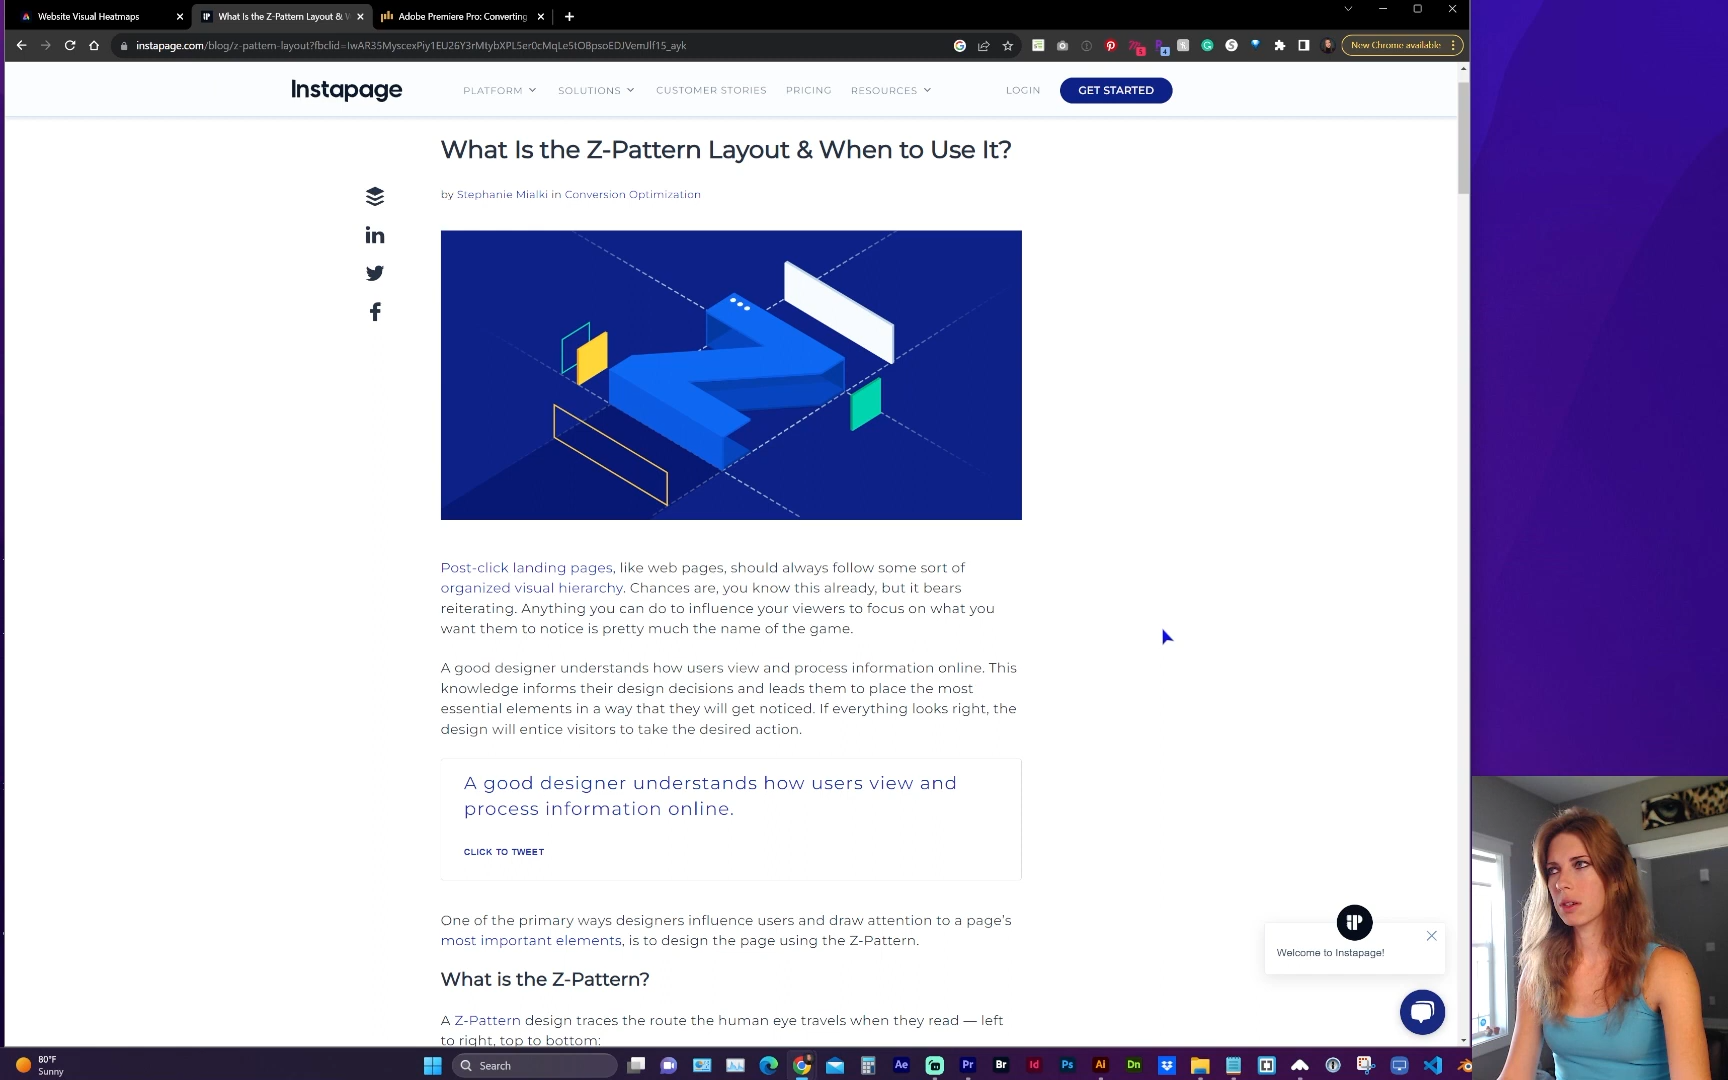 Website Visual Heatmaps
What Is the Z-Pattern Layout & W
Adobe Premiere Pro: Converting
instapage.com/blog/z-pattern-layout?fbclid=IwAR35MyscexPiy1EU26Y3rMtybXPL5er0cMqLe5tOBpsoEDJVemJlf15_ayk
New Chrome available
Instapage
PLATFORM
SOLUTIONS
CUSTOMER STORIES
PRICING
RESOURCES
LOGIN
GET STARTED
What Is the Z-Pattern Layout & When to Use It?
by Stephanie Mialki in Conversion Optimization
Post-click landing pages, like web pages, should always follow some sort of
organized visual hierarchy. Chances are, you know this already, but it bears
reiterating. Anything you can do to influence your viewers to focus on what you
want them to notice is pretty much the name of the game.
A good designer understands how users view and process information online. This
knowledge informs their design decisions and leads them to place the most
essential elements in a way that they will get noticed. If everything looks right, the
design will entice visitors to take the desired action.
A good designer understands how users view and
process information online.
CLICK TO TWEET
One of the primary ways designers influence users and draw attention to a page's
most important elements, is to design the page using the Z-Pattern.
What is the Z-Pattern?
A Z-Pattern design traces the route the human eye travels when they read — left
to right, top to bottom:
Welcome to Instapage!
80°F
Sunny
Search
Ae
Pr
Br
Id
Ps
Ai
Dn